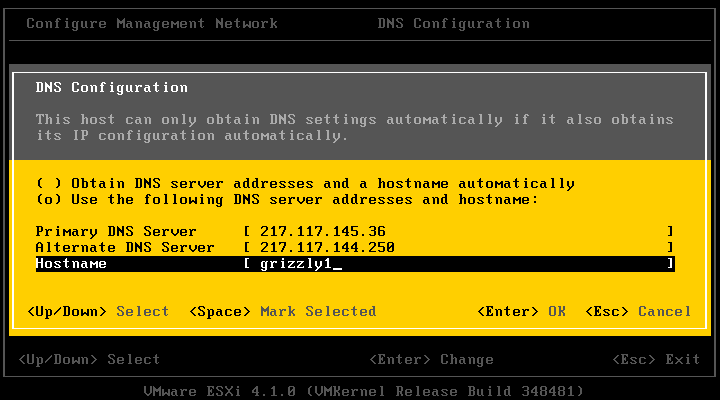 Configure Management Network DNS Configuration
DNS Configuration
This host can only obtain DNS settings automatically if it also obtains
its IP configuration automatically.
( ) Obtain DNS server addresses and a hostname automatically
(o) Use the following DNS server addresses and hostname:
Primary DNS Server [ 217.117.145.36 ]
Alternate DNS Server [ 217.117.144.250 ]
Hostname [ grizzly1_ ]
<Up/Down> Select <Space> Mark Selected <Enter> OK <Esc> Cancel
<Up/Down> Select <Enter> Change <Esc> Exit
VMware ESXi 4.1.0 (VMKernel Release Build 348481)